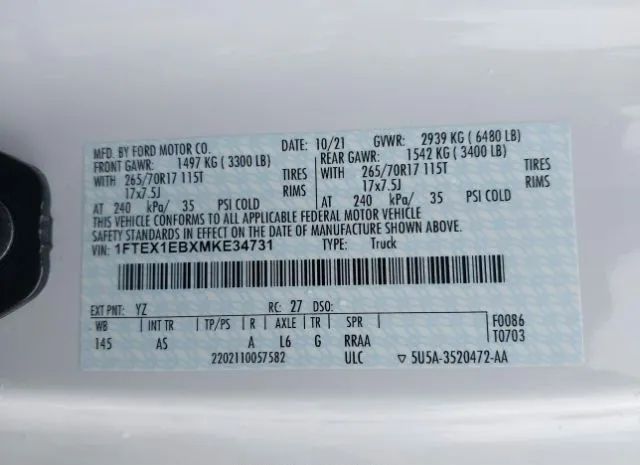 MFD. BY FORD MOTOR CO. DATE: 10/21 GVWR: 2939 KG (6480 LB)
FRONT GAWR: 1497 KG (3300 LB) REAR GAWR: 1542 KG (3400 LB)
WITH 265/70R17 115T TIRES WITH 265/70R17 115T TIRES
17x7.5J RIMS 17x7.5J RIMS
AT 240 kPa/ 35 PSI COLD AT 240 kPa/ 35 PSI COLD
THIS VEHICLE CONFORMS TO ALL APPLICABLE FEDERAL MOTOR VEHICLE
SAFETY STANDARDS IN EFFECT ON THE DATE OF MANUFACTURE SHOWN ABOVE.
VIN: 1FTEX1EBXMKE34731 TYPE: Truck
EXT PNT: YZ RC: 27 DSO:
WB INT TR TP/PS R AXLE TR SPR F0086
145 AS A L6 G RRAA T0703
2202110057582 ULC ▽ 5U5A-3520472-AA